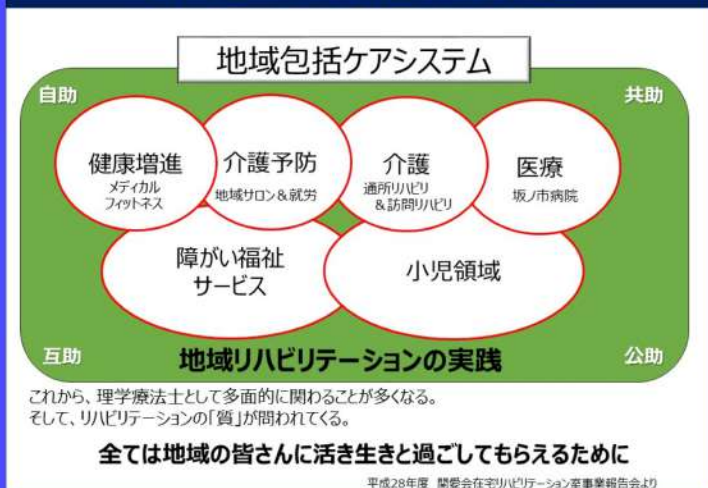 地域包括ケアシステム
自助
共助
健康増進
メディカル
フィットネス
介護予防
地域サロン＆就労
介護
通所リハビリ
＆訪問リハビリ
医療
坂ノ市病院
障がい福祉
サービス
小児領域
互助
地域リハビリテーションの実践
公助
これから、理学療法士として多面的に関わることが多くなる。
そして、リハビリテーションの「質」が問われてくる。
全ては地域の皆さんに活き生きと過ごしてもらえるために
平成28年度 関愛会在宅リハビリテーション室事業報告会より